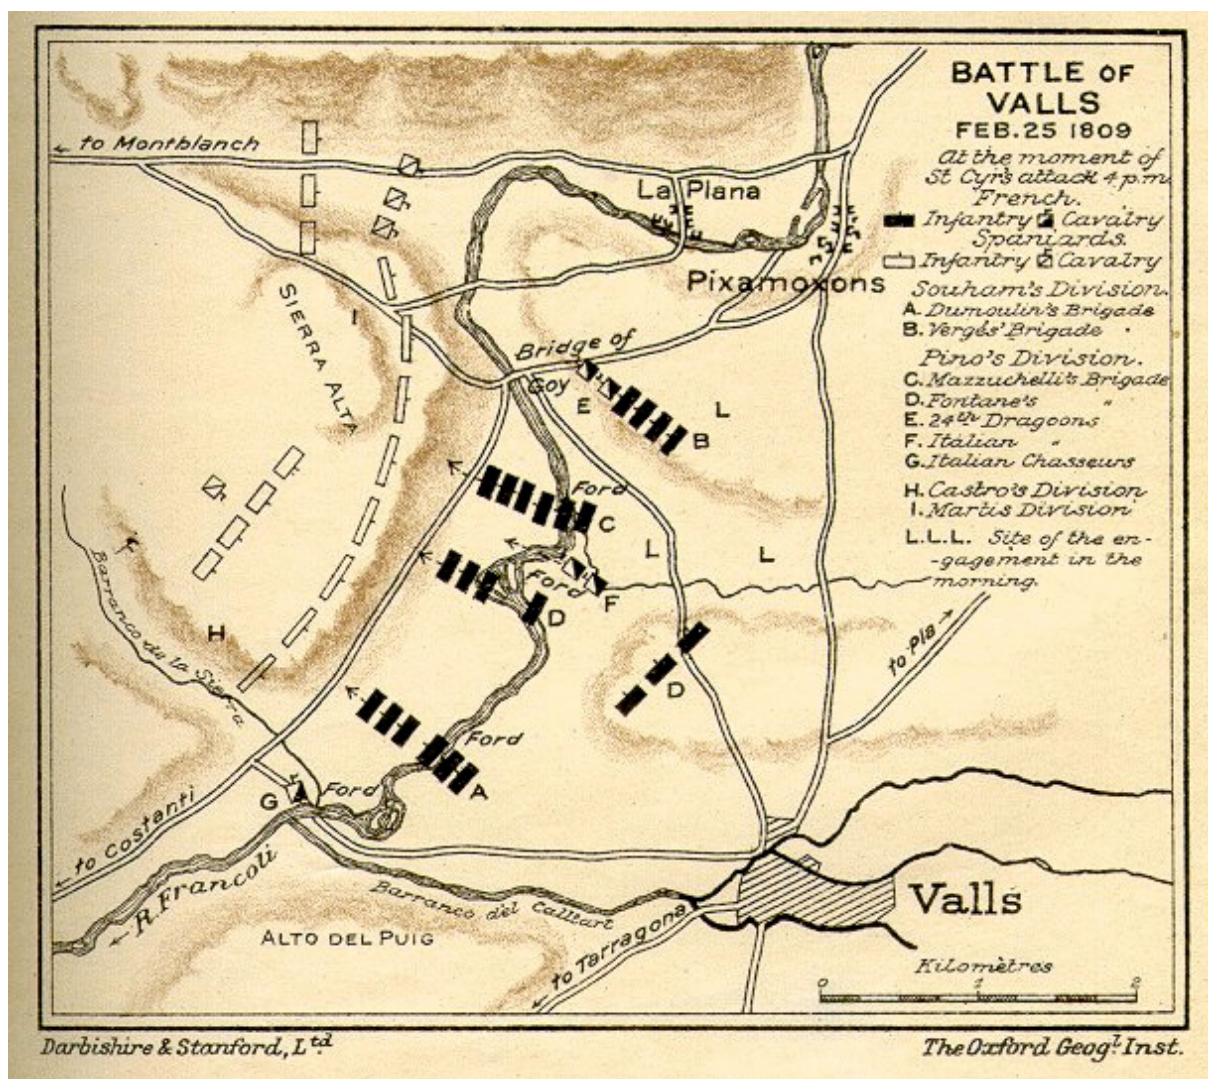 BATTLE OF
VALLS
FEB. 25 1809
At the moment of
St Cyr's attack 4 p.m.
French.
Infantry Cavalry
Spaniards.
Infantry Cavalry
Souham's Division.
A. Dumoulin's Brigade
B. Vergés' Brigade "
Pino's Division.
C. Mazzuchelli's Brigade
D. Fontane's "
E. 24th Dragoons
F. Italian "
G. Italian Chasseurs
H. Castro's Division
I. Martis Division
L.L.L. Site of the en-
-gagement in the
morning.
to Montblanch
La Plana
Pixamoxons
SIERRA ALTA
I
Bridge of
Goy
E
L
B
Ford
C
L
L
Ford
F
D
H
D
to Pla
Barranco de la Sierra
Ford
A
G
Ford
to Costanti
R. Francoli
Barranco del Calltart
ALTO DEL PUIG
to Tarragona
Valls
Kilomètres
0 1 2
Darbishire & Stanford, Ltd.
The Oxford Geogl. Inst.